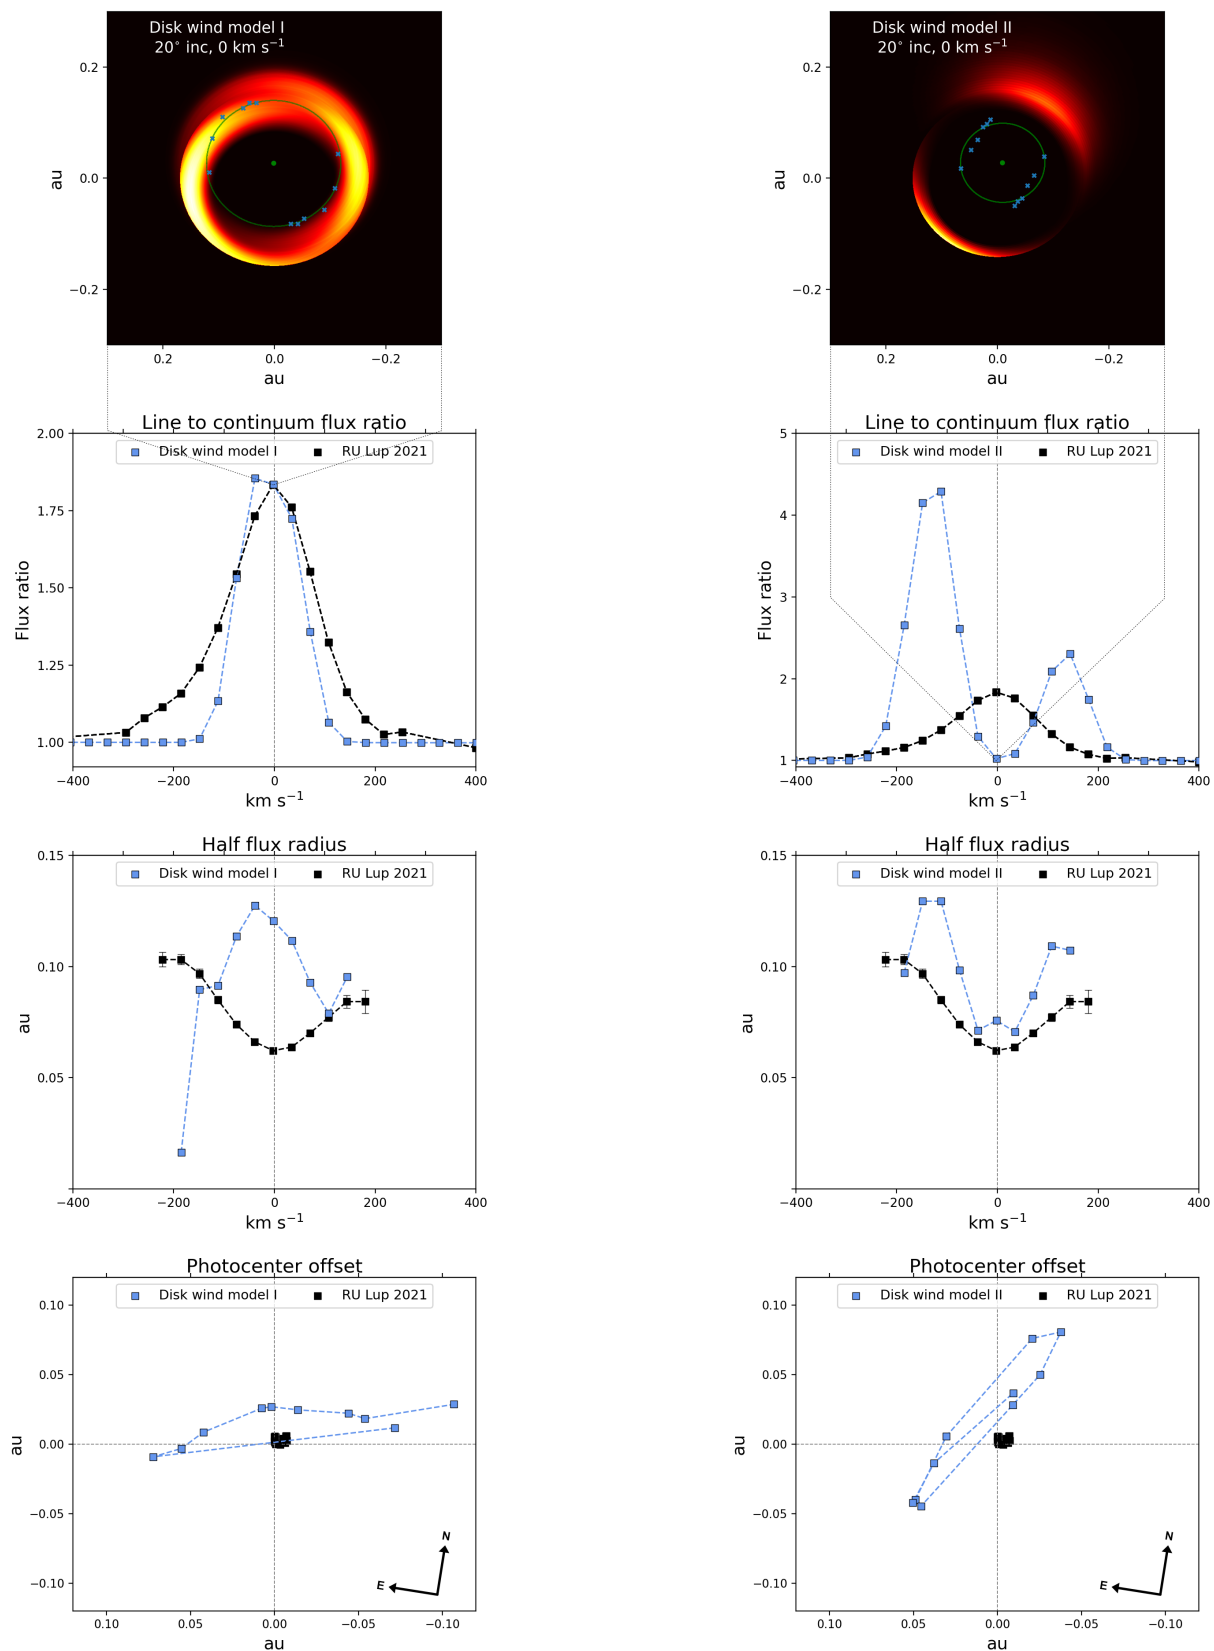 Disk wind model I
20° inc, 0 km s⁻¹
0.2
0.0
−0.2
au
0.2 0.0 −0.2
au
Disk wind model II
20° inc, 0 km s⁻¹
0.2
0.0
−0.2
au
0.2 0.0 −0.2
au
Line to continuum flux ratio
Disk wind model I RU Lup 2021
2.00
1.75
1.50
1.25
1.00
Flux ratio
−400 −200 0 200 400
km s⁻¹
Line to continuum flux ratio
Disk wind model II RU Lup 2021
5
4
3
2
1
Flux ratio
−400 −200 0 200 400
km s⁻¹
Half flux radius
Disk wind model I RU Lup 2021
0.15
0.10
0.05
au
−400 −200 0 200 400
km s⁻¹
Half flux radius
Disk wind model II RU Lup 2021
0.15
0.10
0.05
au
−400 −200 0 200 400
km s⁻¹
Photocenter offset
Disk wind model I RU Lup 2021
0.10
0.05
0.00
−0.05
−0.10
au
N
E
0.10 0.05 0.00 −0.05 −0.10
au
Photocenter offset
Disk wind model II RU Lup 2021
0.10
0.05
0.00
−0.05
−0.10
au
N
E
0.10 0.05 0.00 −0.05 −0.10
au